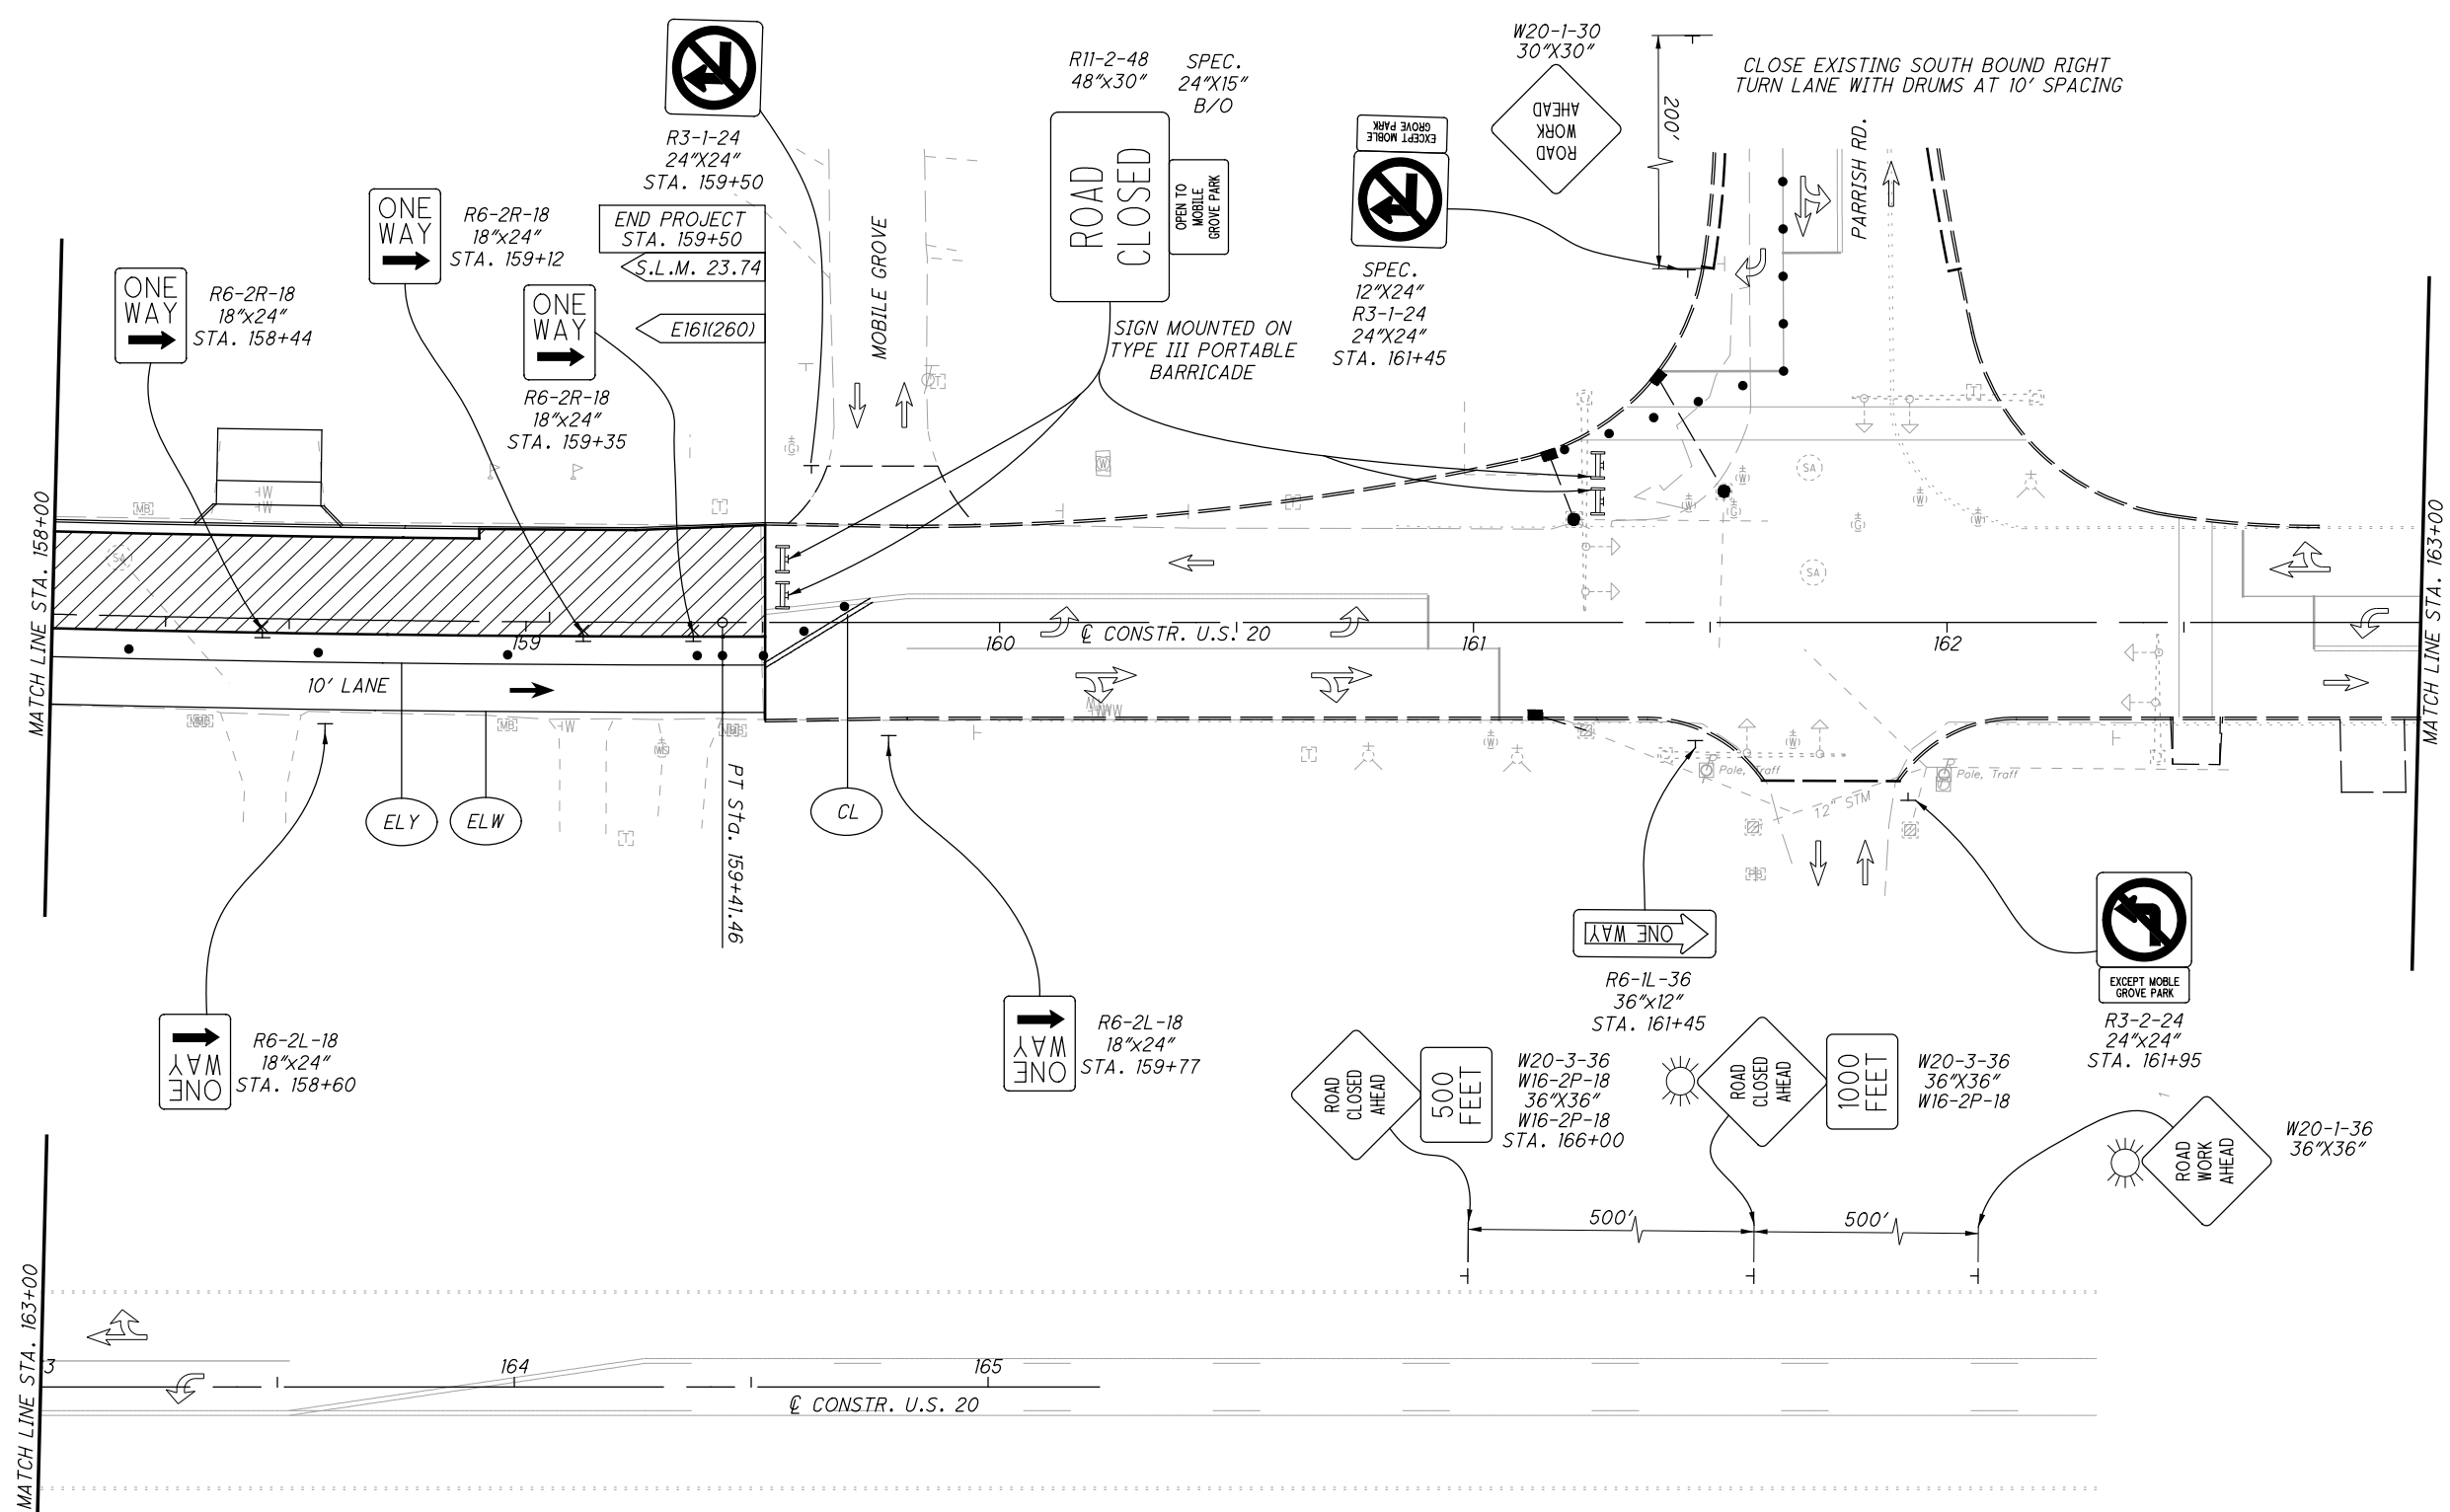 R3-1-24
24"X24"
STA. 159+50
R11-2-48
48"x30"
SPEC.
24"X15"
B/O
ROAD
CLOSED
OPEN TO
MOBILE
GROVE PARK
SIGN MOUNTED ON
TYPE III PORTABLE
BARRICADE
W20-1-30
30"X30"
ROAD
WORK
AHEAD
200'
CLOSE EXISTING SOUTH BOUND RIGHT
TURN LANE WITH DRUMS AT 10' SPACING
PARRISH RD.
EXCEPT MOBLE
GROVE PARK
SPEC.
12"X24"
R3-1-24
24"X24"
STA. 161+45
ONE
WAY
R6-2R-18
18"x24"
STA. 158+44
ONE
WAY
R6-2R-18
18"x24"
STA. 159+12
ONE
WAY
R6-2R-18
18"x24"
STA. 159+35
END PROJECT
STA. 159+50
S.L.M. 23.74
E161(260)
MOBILE GROVE
MATCH LINE STA. 158+00
MATCH LINE STA. 163+00
MB
W
W
T
G
T
W
T
T
SA
SA
SA
W
W
G
G
W
W
159
160
161
162
℄ CONSTR. U.S. 20
10' LANE
W
MB
WS
T
T
W
W
ELY
ELW
CL
PT Sta. 159+41.46
Pole, Traff
Pole, Traff
12" STM
PB
ONE
WAY
R6-2L-18
18"x24"
STA. 158+60
ONE
WAY
R6-2L-18
18"x24"
STA. 159+77
ONE WAY
R6-1L-36
36"x12"
STA. 161+45
EXCEPT MOBLE
GROVE PARK
R3-2-24
24"x24"
STA. 161+95
ROAD
CLOSED
AHEAD
500
FEET
W20-3-36
W16-2P-18
36"X36"
W16-2P-18
STA. 166+00
ROAD
CLOSED
AHEAD
1000
FEET
W20-3-36
36"X36"
W16-2P-18
ROAD
WORK
AHEAD
W20-1-36
36"X36"
500'
500'
MATCH LINE STA. 163+00
3
164
165
℄ CONSTR. U.S. 20